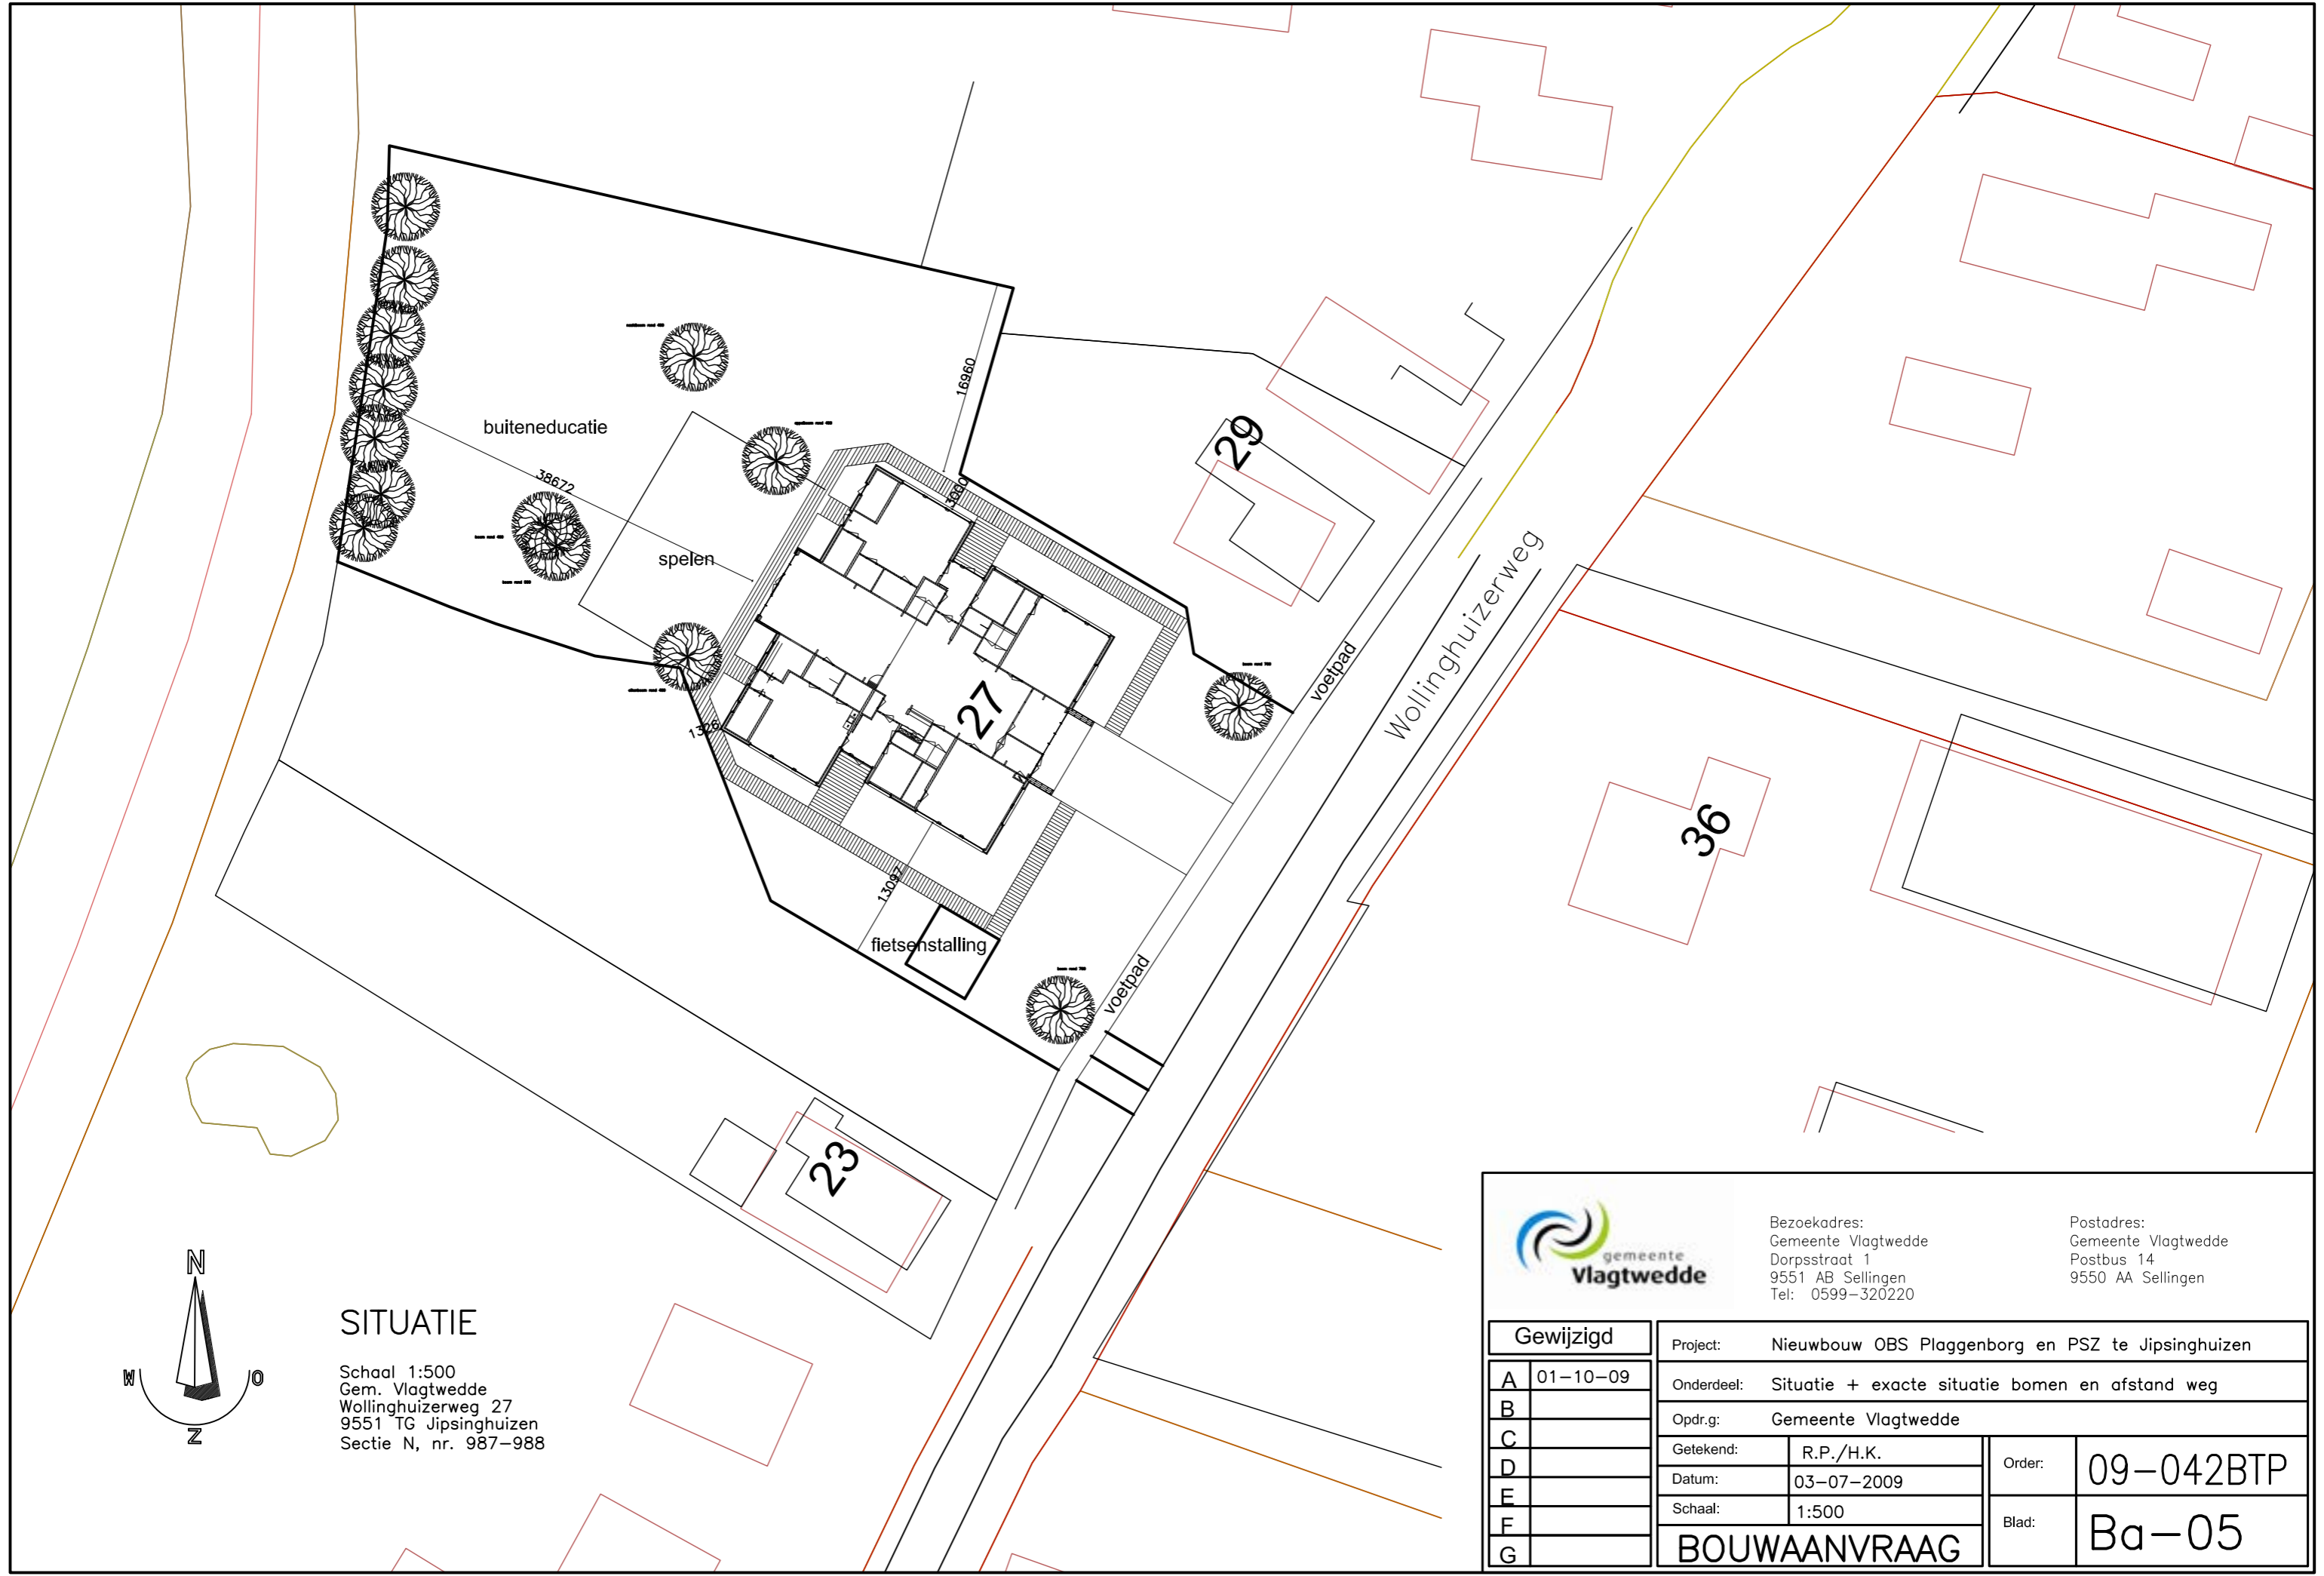 buiteneducatie
38672
spelen
16960
3000
1326
13097
27
29
23
36
fietsenstalling
voetpad
voetpad
Wollinghuizerweg
N
W
O
Z
SITUATIE
Schaal 1:500
Gem. Vlagtwedde
Wollinghuizerweg 27
9551 TG Jipsinghuizen
Sectie N, nr. 987-988
gemeente
Vlagtwedde
Bezoekadres:
Gemeente Vlagtwedde
Dorpsstraat 1
9551 AB Sellingen
Tel: 0599-320220
Postadres:
Gemeente Vlagtwedde
Postbus 14
9550 AA Sellingen
Gewijzigd
A 01-10-09
B
C
D
E
F
G
Project: Nieuwbouw OBS Plaggenborg en PSZ te Jipsinghuizen
Onderdeel: Situatie + exacte situatie bomen en afstand weg
Opdr.g: Gemeente Vlagtwedde
Getekend: R.P./H.K.
Datum: 03-07-2009
Schaal: 1:500
BOUWAANVRAAG
Order: 09-042BTP
Blad: Ba-05